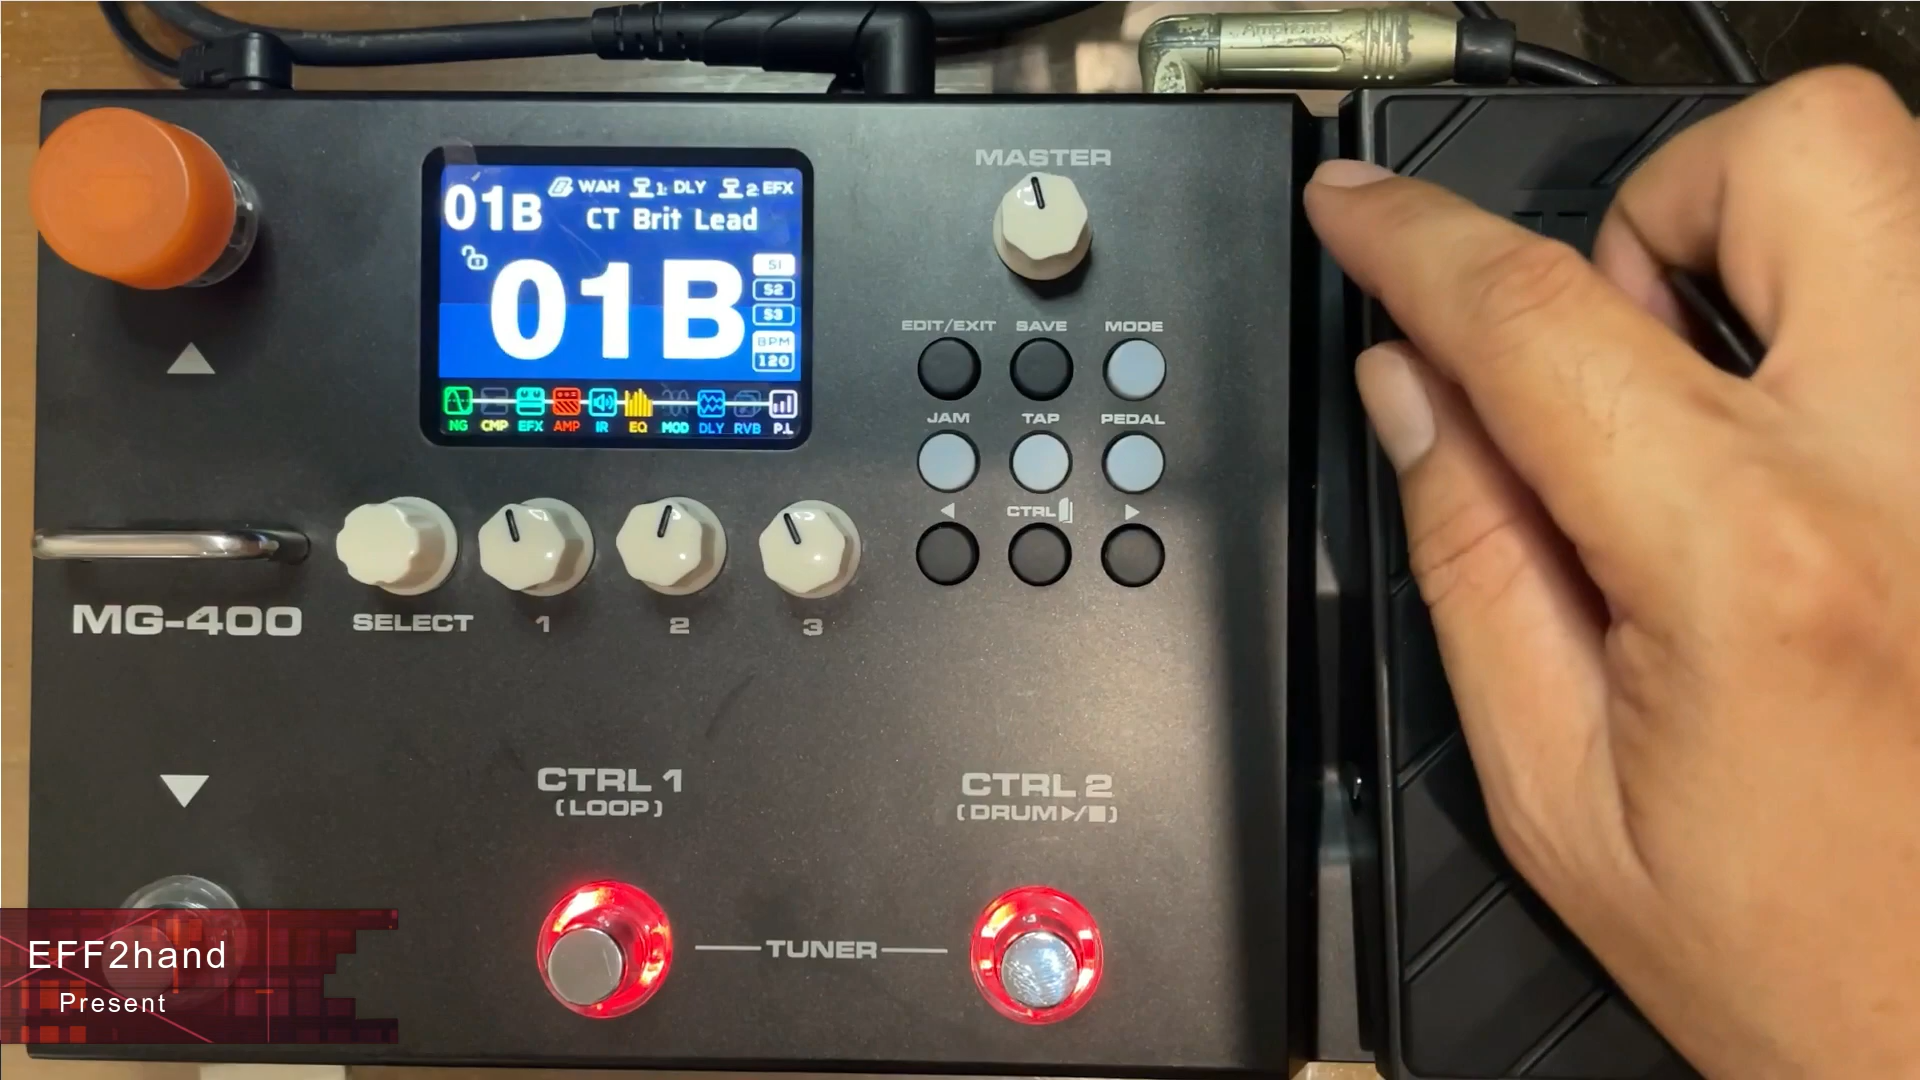 Amphenol
MASTER
01B WAH 1: DLY 2: EFX
CT Brit Lead
01B
S1
S2
S3
BPM
120
NG CMP EFX AMP IR EQ MOD DLY RVB P.L
EDIT/EXIT SAVE MODE
JAM TAP PEDAL
◀ CTRL ▶
MG-400
SELECT 1 2 3
CTRL 1
(LOOP)
CTRL 2
(DRUM▶/■)
TUNER
EFF2hand
Present